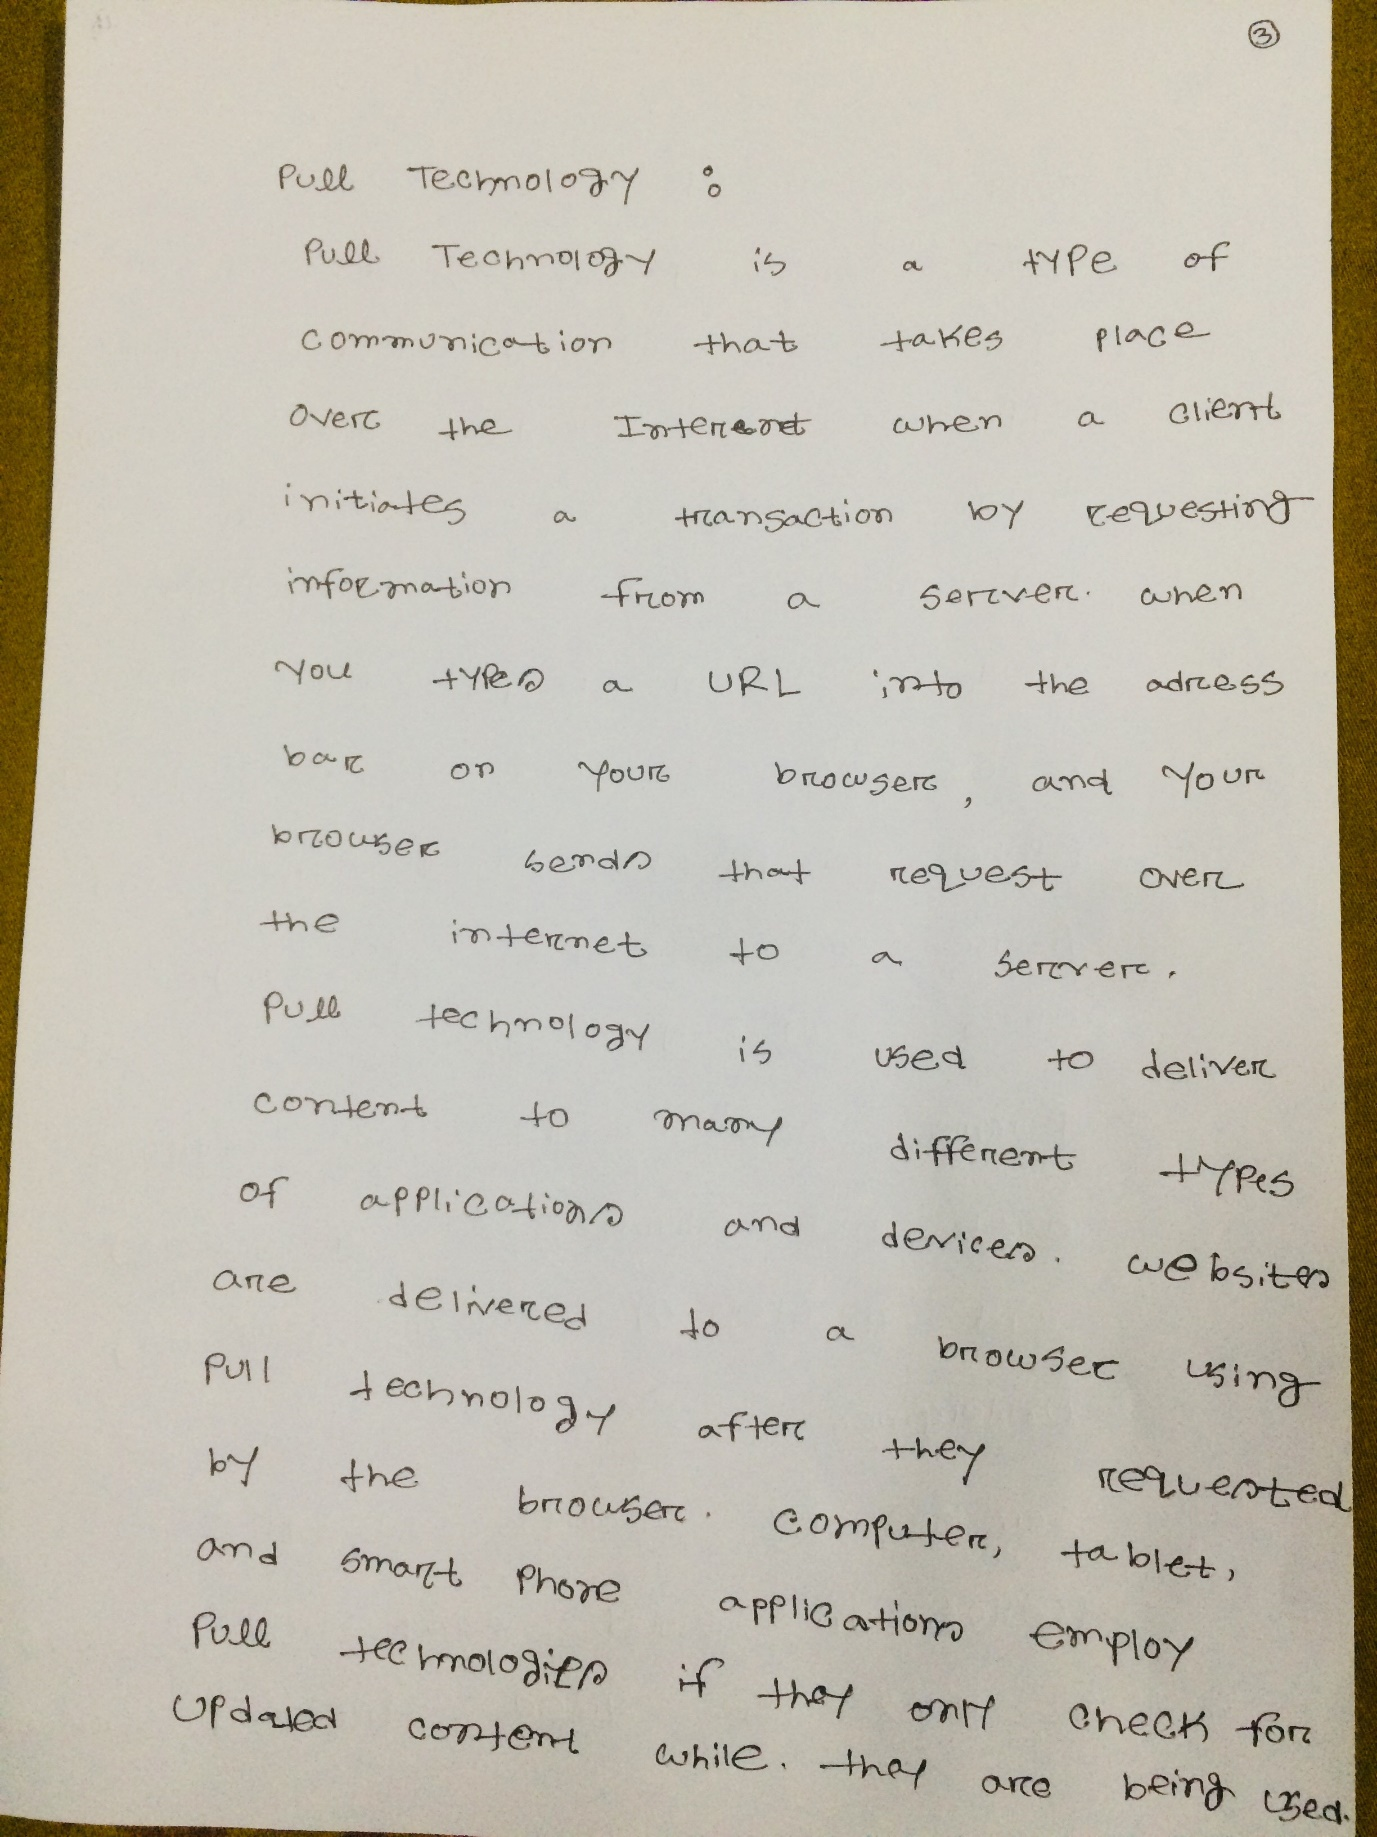 3
Pull Technology :
Pull Technology is a type of
communication that takes place
over the Internet when a client
initiates a transaction by requesting
information from a server. when
you types a URL into the adress
bar on your browser, and your
browser sends that request over
the internet to a server.
Pull technology is used to deliver
content to many different types
of applications and devices. websites
are delivered to a browser using
Pull technology after they requested
by the browser. Computer, tablet,
and smart Phone applications employ
Pull technologies if they only check for
Updated content while. they are being used.